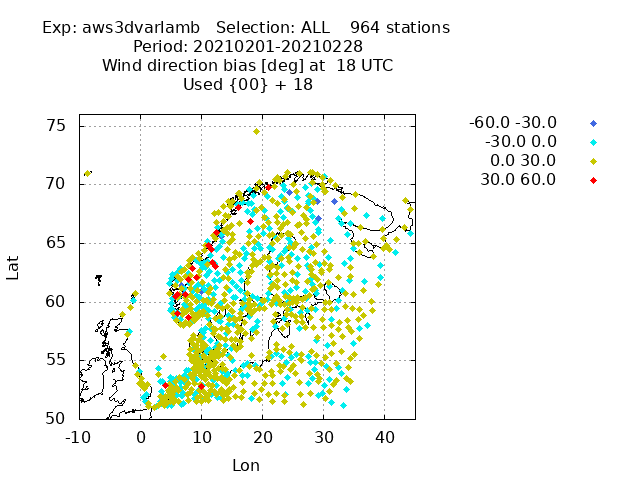 Exp: aws3dvarlamb   Selection: ALL    964 stations
Period: 20210201-20210228
Wind direction bias [deg] at  18 UTC
Used {00} + 18
-60.0 -30.0
-30.0 0.0
0.0 30.0
30.0 60.0
75
70
65
60
55
50
Lat
-10
0
10
20
30
40
Lon